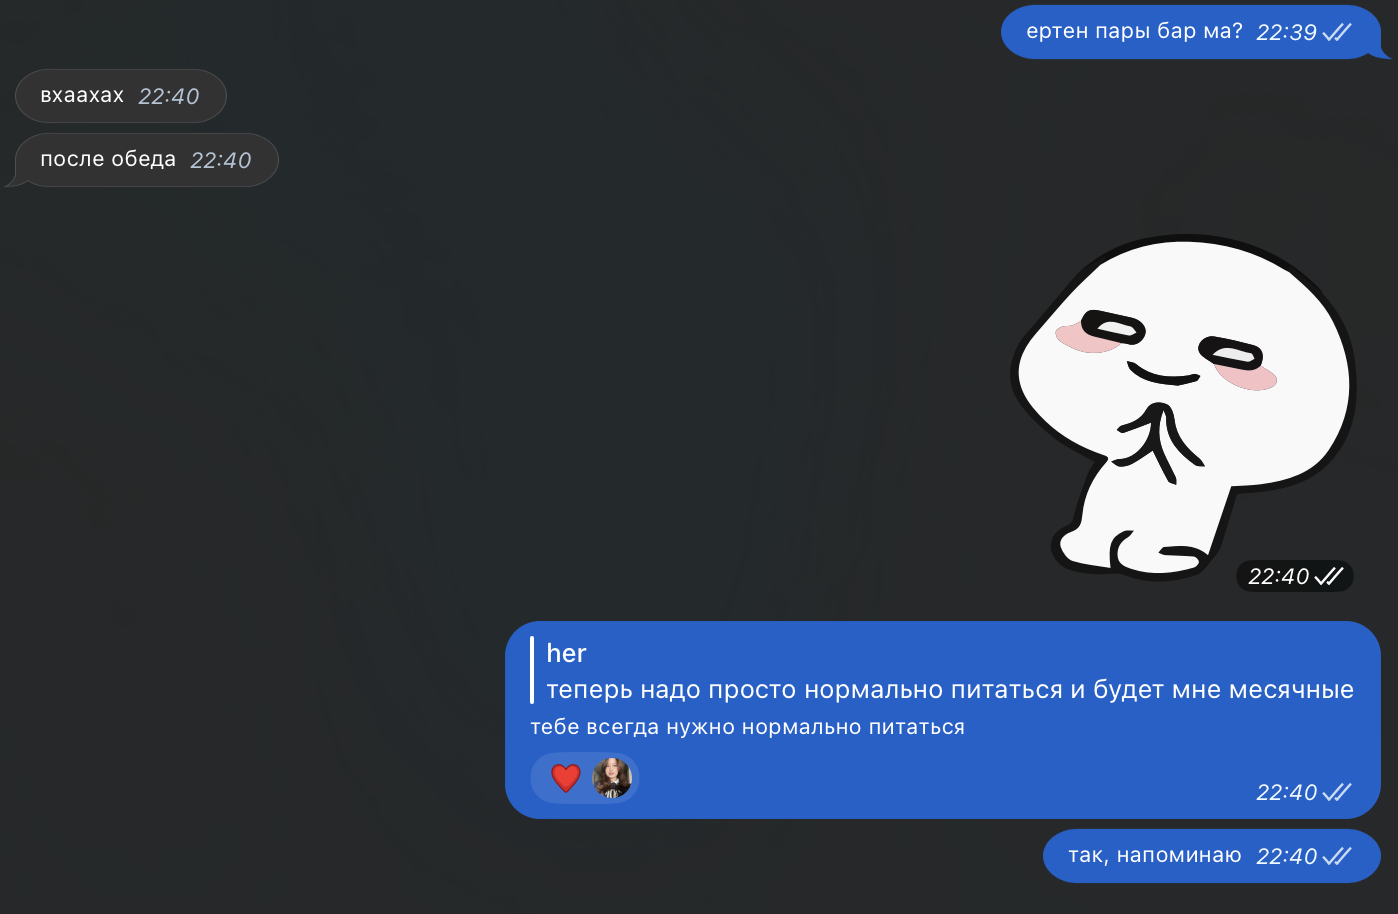 ертен пары бар ма? 22:39
вхаахах 22:40
после обеда 22:40
22:40
her
теперь надо просто нормально питаться и будет мне месячные
тебе всегда нужно нормально питаться
22:40
так, напоминаю 22:40